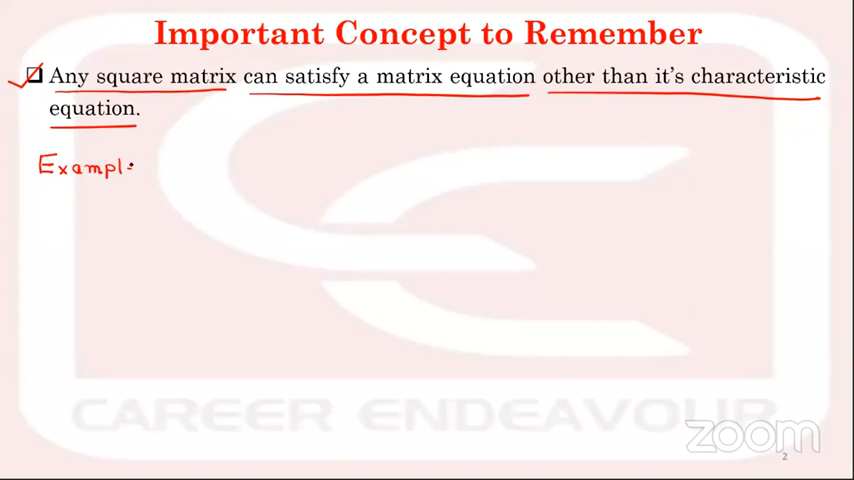 Important Concept to Remember
Any square matrix can satisfy a matrix equation other than it's characteristic
equation.
Exampl
CAREER ENDEAVOUR
zoom
2